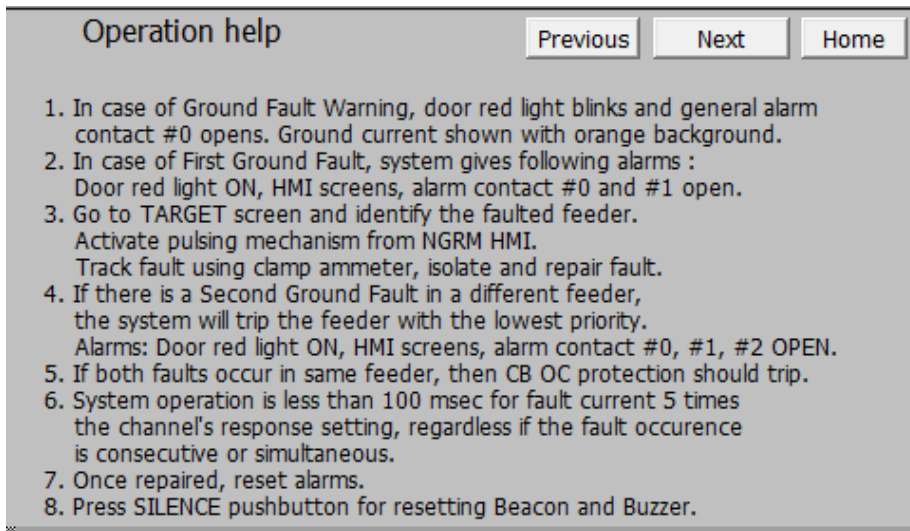 Operation help
Previous
Next
Home
1. In case of Ground Fault Warning, door red light blinks and general alarm
contact #0 opens. Ground current shown with orange background.
2. In case of First Ground Fault, system gives following alarms :
Door red light ON, HMI screens, alarm contact #0 and #1 open.
3. Go to TARGET screen and identify the faulted feeder.
Activate pulsing mechanism from NGRM HMI.
Track fault using clamp ammeter, isolate and repair fault.
4. If there is a Second Ground Fault in a different feeder,
the system will trip the feeder with the lowest priority.
Alarms: Door red light ON, HMI screens, alarm contact #0, #1, #2 OPEN.
5. If both faults occur in same feeder, then CB OC protection should trip.
6. System operation is less than 100 msec for fault current 5 times
the channel's response setting, regardless if the fault occurence
is consecutive or simultaneous.
7. Once repaired, reset alarms.
8. Press SILENCE pushbutton for resetting Beacon and Buzzer.